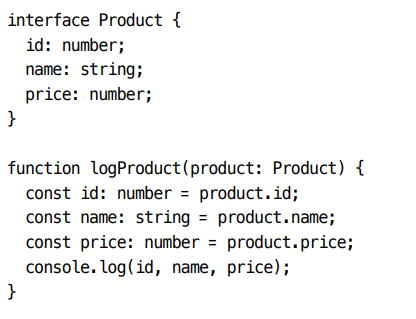 interface Product {
  id: number;
  name: string;
  price: number;
}

function logProduct(product: Product) {
  const id: number = product.id;
  const name: string = product.name;
  const price: number = product.price;
  console.log(id, name, price);
}